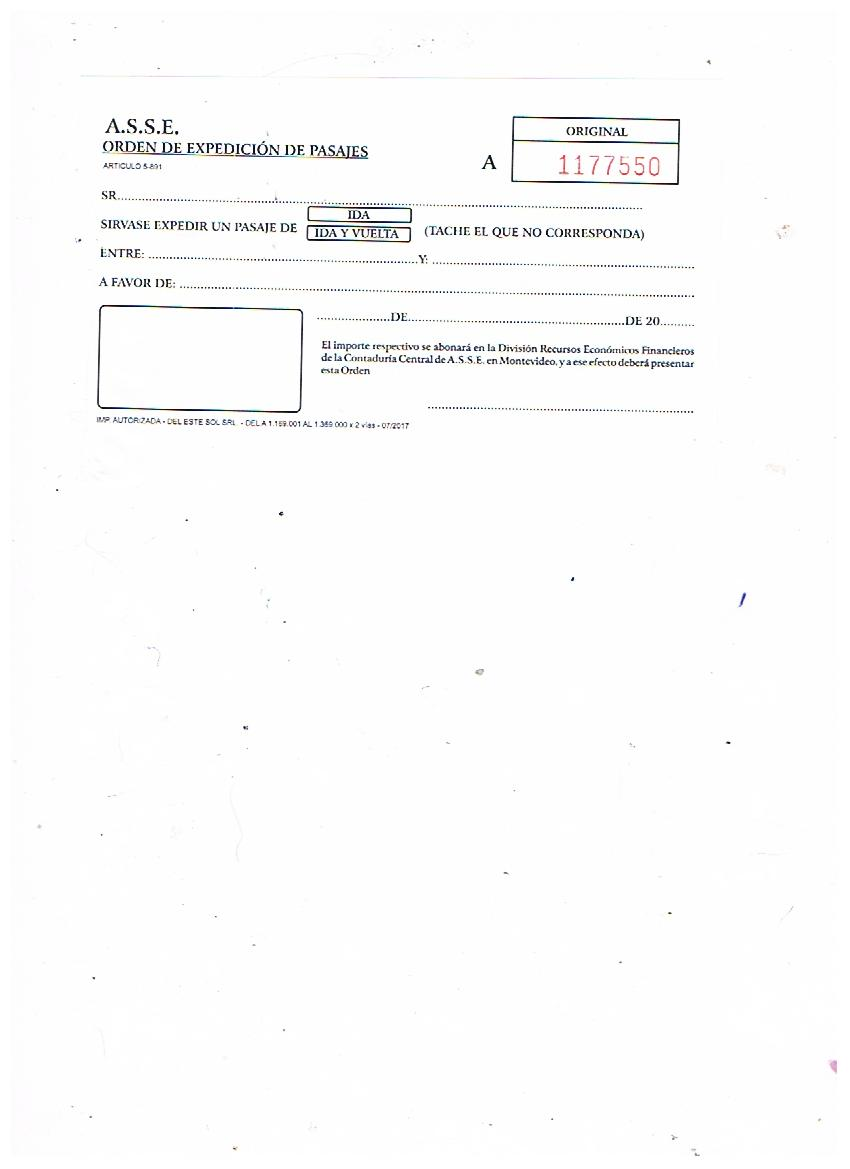 A.S.S.E.
ORDEN DE EXPEDICIÓN DE PASAJES
ARTICULO 5-891
ORIGINAL
A 1177550
SR.
SIRVASE EXPEDIR UN PASAJE DE IDA
IDA Y VUELTA (TACHE EL QUE NO CORRESPONDA)
ENTRE: Y:
A FAVOR DE:
DE DE 20
El importe respectivo se abonará en la División Recursos Económicos Financieros
de la Contaduría Central de A.S.S.E. en Montevideo, y a ese efecto deberá presentar
esta Orden
IMP. AUTORIZADA - DEL ESTE SOL SRL - DEL A 1.169.001 AL 1.369.000 x 2 vías - 07/2017